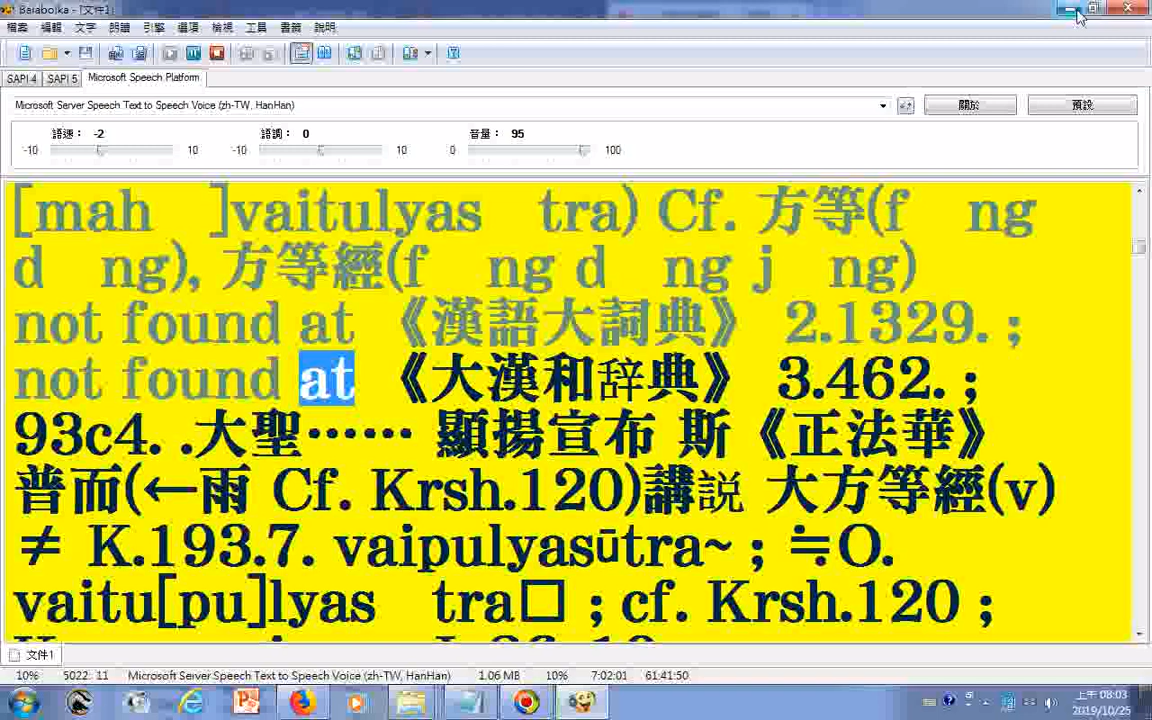 Balabolka - [文件1]
檔案 編輯 文字 朗讀 引擎 選項 檢視 工具 書籤 說明
SAPI 4 SAPI 5 Microsoft Speech Platform
Microsoft Server Speech Text to Speech Voice (zh-TW, HanHan) 關於 預設
語速： -2 語調： 0 音量： 95
-10 10 -10 10 0 100
[mah ]vaitulyas tra) Cf. 方等(f ng
d ng), 方等經(f ng d ng j ng)
not found at 《漢語大詞典》 2.1329. ;
not found at 《大漢和辞典》 3.462. ;
93c4. .大聖…… 顯揚宣布 斯《正法華》
普而(←雨 Cf. Krsh.120)講説 大方等經(v)
≠ K.193.7. vaipulyasūtra~ ; ≒O.
vaitu[pu]lyas tra□ ; cf. Krsh.120 ;
文件1
10% 5022: 11 Microsoft Server Speech Text to Speech Voice (zh-TW, HanHan) 1.06 MB 10% 7:02:01 61:41:50
上午 08:03
2019/10/25